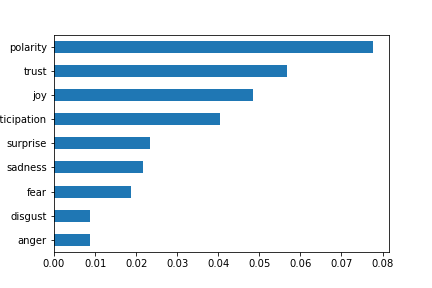 polarity
trust
joy
ticipation
surprise
sadness
fear
disgust
anger
0.00 0.01 0.02 0.03 0.04 0.05 0.06 0.07 0.08